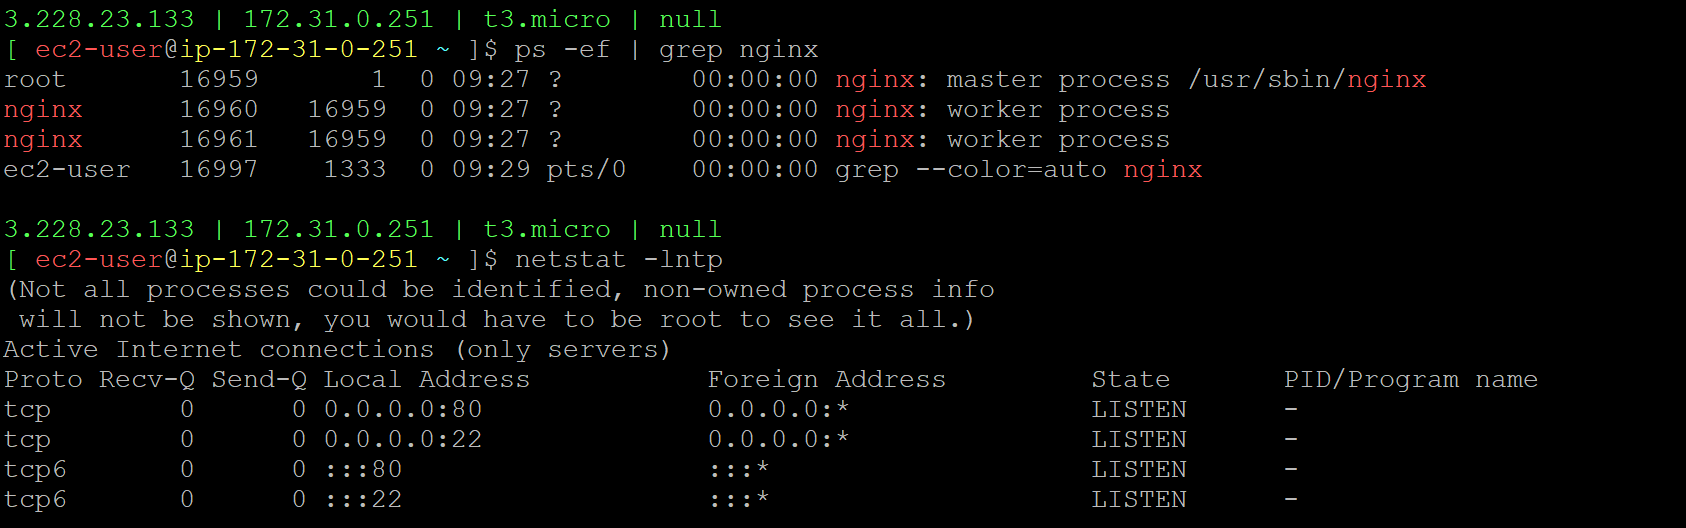 3.228.23.133 | 172.31.0.251 | t3.micro | null
[ ec2-user@ip-172-31-0-251 ~ ]$ ps -ef | grep nginx
root       16959       1  0 09:27 ?        00:00:00 nginx: master process /usr/sbin/nginx
nginx      16960   16959  0 09:27 ?        00:00:00 nginx: worker process
nginx      16961   16959  0 09:27 ?        00:00:00 nginx: worker process
ec2-user   16997    1333  0 09:29 pts/0    00:00:00 grep --color=auto nginx

3.228.23.133 | 172.31.0.251 | t3.micro | null
[ ec2-user@ip-172-31-0-251 ~ ]$ netstat -lntp
(Not all processes could be identified, non-owned process info
 will not be shown, you would have to be root to see it all.)
Active Internet connections (only servers)
Proto Recv-Q Send-Q Local Address           Foreign Address         State       PID/Program name
tcp        0      0 0.0.0.0:80              0.0.0.0:*               LISTEN      -
tcp        0      0 0.0.0.0:22              0.0.0.0:*               LISTEN      -
tcp6       0      0 :::80                   :::*                    LISTEN      -
tcp6       0      0 :::22                   :::*                    LISTEN      -